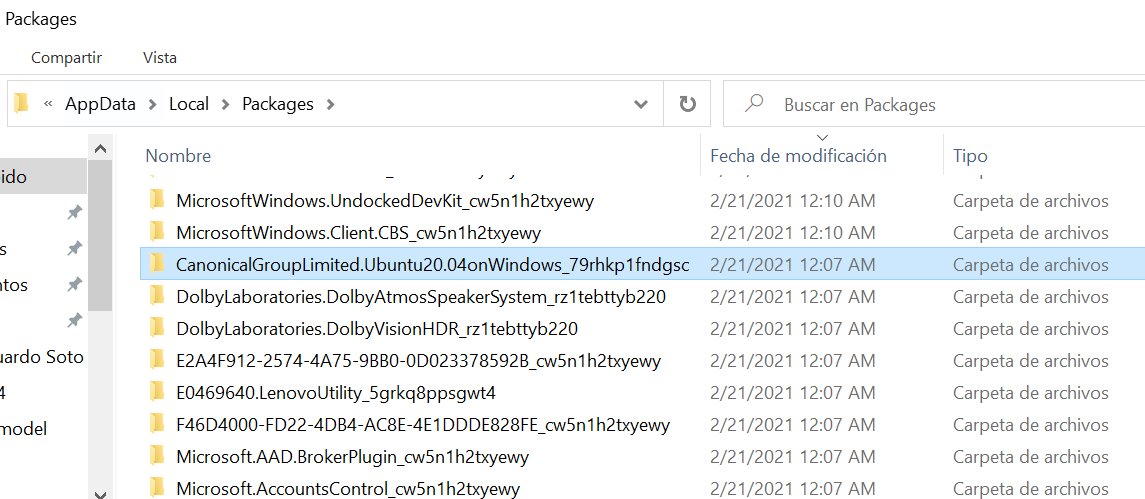 Packages
Compartir Vista
« AppData > Local > Packages > Buscar en Packages
Nombre Fecha de modificación Tipo
ido
MicrosoftWindows.UndockedDevKit_cw5n1h2txyewy 2/21/2021 12:10 AM Carpeta de archivos
MicrosoftWindows.Client.CBS_cw5n1h2txyewy 2/21/2021 12:10 AM Carpeta de archivos
s
CanonicalGroupLimited.Ubuntu20.04onWindows_79rhkp1fndgsc 2/21/2021 12:07 AM Carpeta de archivos
ntos
DolbyLaboratories.DolbyAtmosSpeakerSystem_rz1tebttyb220 2/21/2021 12:07 AM Carpeta de archivos
DolbyLaboratories.DolbyVisionHDR_rz1tebttyb220 2/21/2021 12:07 AM Carpeta de archivos
uardo Soto
E2A4F912-2574-4A75-9BB0-0D023378592B_cw5n1h2txyewy 2/21/2021 12:07 AM Carpeta de archivos
4
E0469640.LenovoUtility_5grkq8ppsgwt4 2/21/2021 12:07 AM Carpeta de archivos
model
F46D4000-FD22-4DB4-AC8E-4E1DDDE828FE_cw5n1h2txyewy 2/21/2021 12:07 AM Carpeta de archivos
Microsoft.AAD.BrokerPlugin_cw5n1h2txyewy 2/21/2021 12:07 AM Carpeta de archivos
Microsoft.AccountsControl_cw5n1h2txyewy 2/21/2021 12:07 AM Carpeta de archivos